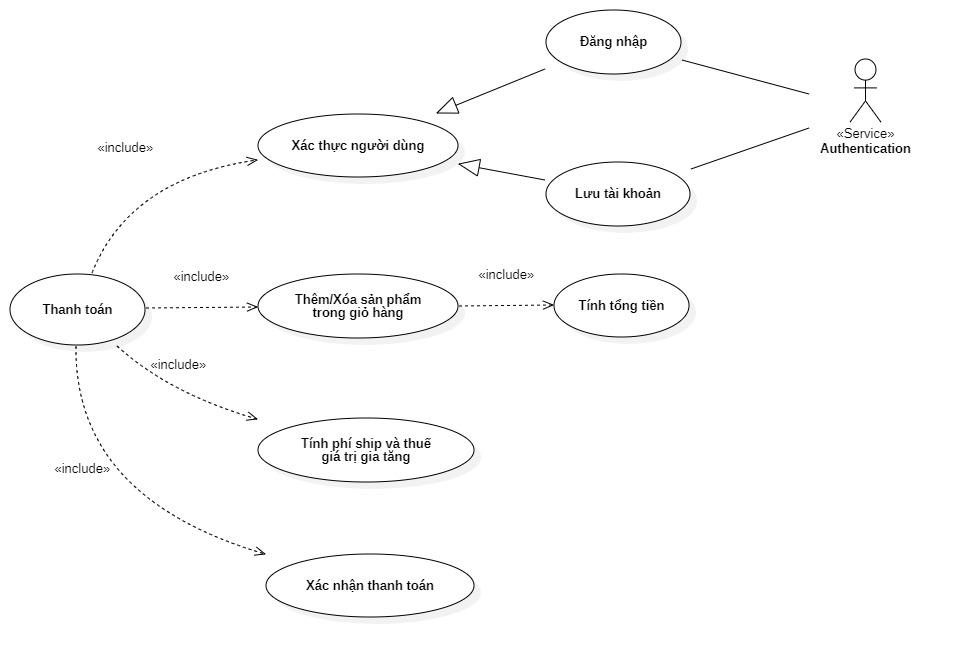 Đăng nhập
«Service»
Authentication
«include»
Xác thực người dùng
Lưu tài khoản
«include»
«include»
Thanh toán
Thêm/Xóa sản phẩm
trong giỏ hàng
Tính tổng tiền
«include»
Tính phí ship và thuế
giá trị gia tăng
«include»
Xác nhận thanh toán